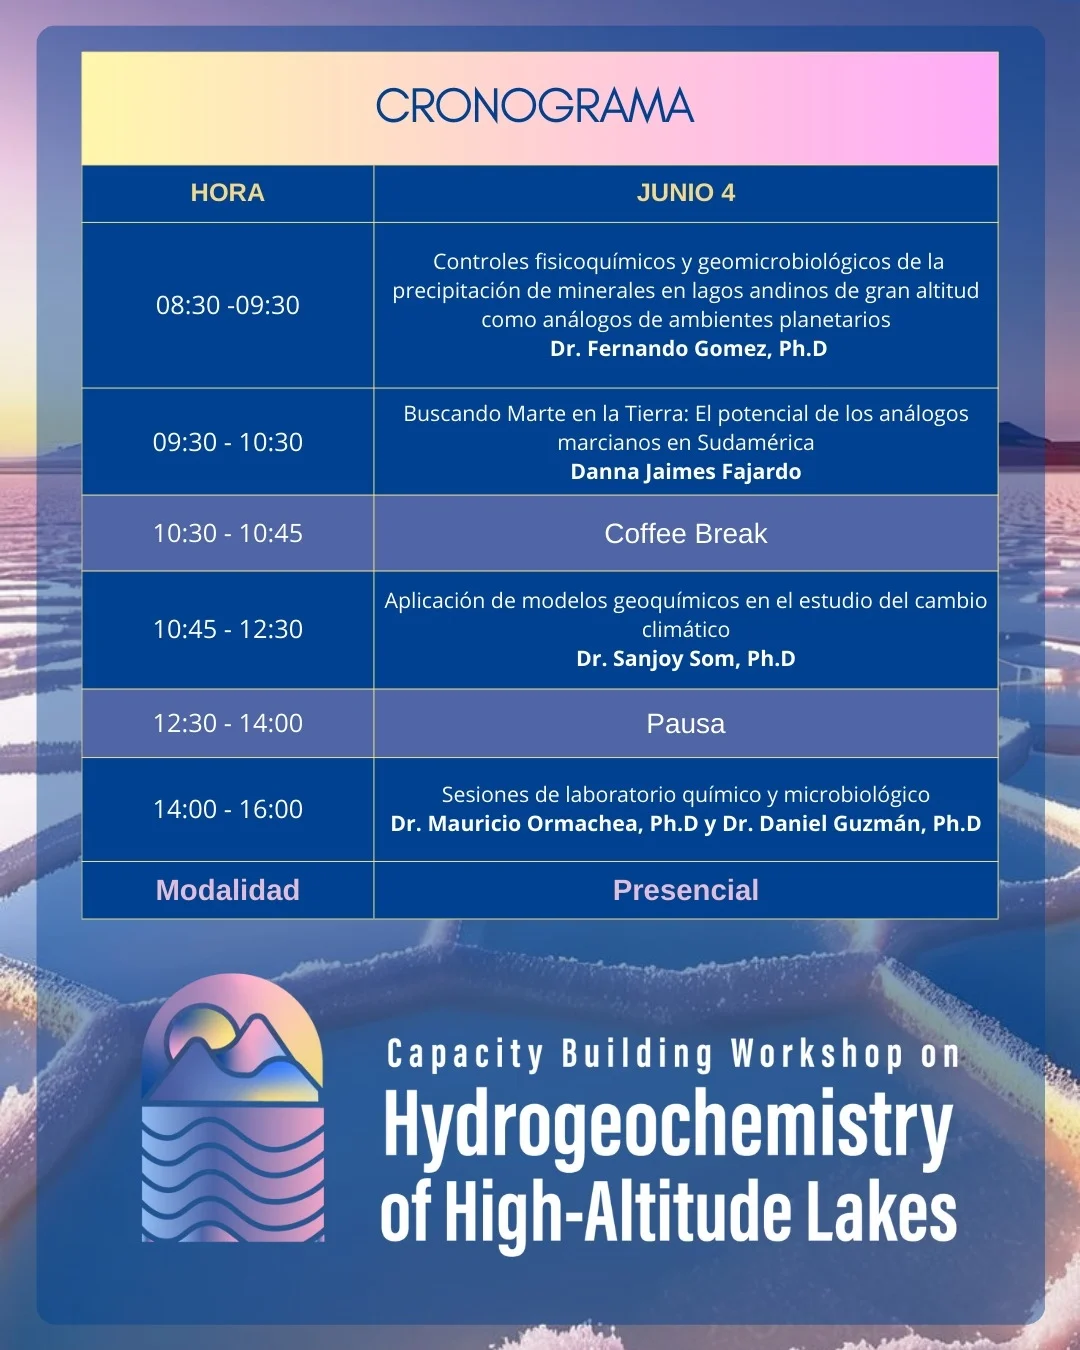 CRONOGRAMA
HORA
JUNIO 4
08:30 -09:30
Controles fisicoquímicos y geomicrobiológicos de la
precipitación de minerales en lagos andinos de gran altitud
como análogos de ambientes planetarios
Dr. Fernando Gomez, Ph.D
09:30 - 10:30
Buscando Marte en la Tierra: El potencial de los análogos
marcianos en Sudamérica
Danna Jaimes Fajardo
10:30 - 10:45
Coffee Break
10:45 - 12:30
Aplicación de modelos geoquímicos en el estudio del cambio
climático
Dr. Sanjoy Som, Ph.D
12:30 - 14:00
Pausa
14:00 - 16:00
Sesiones de laboratorio químico y microbiológico
Dr. Mauricio Ormachea, Ph.D y Dr. Daniel Guzmán, Ph.D
Modalidad
Presencial
Capacity Building Workshop on
Hydrogeochemistry
of High-Altitude Lakes